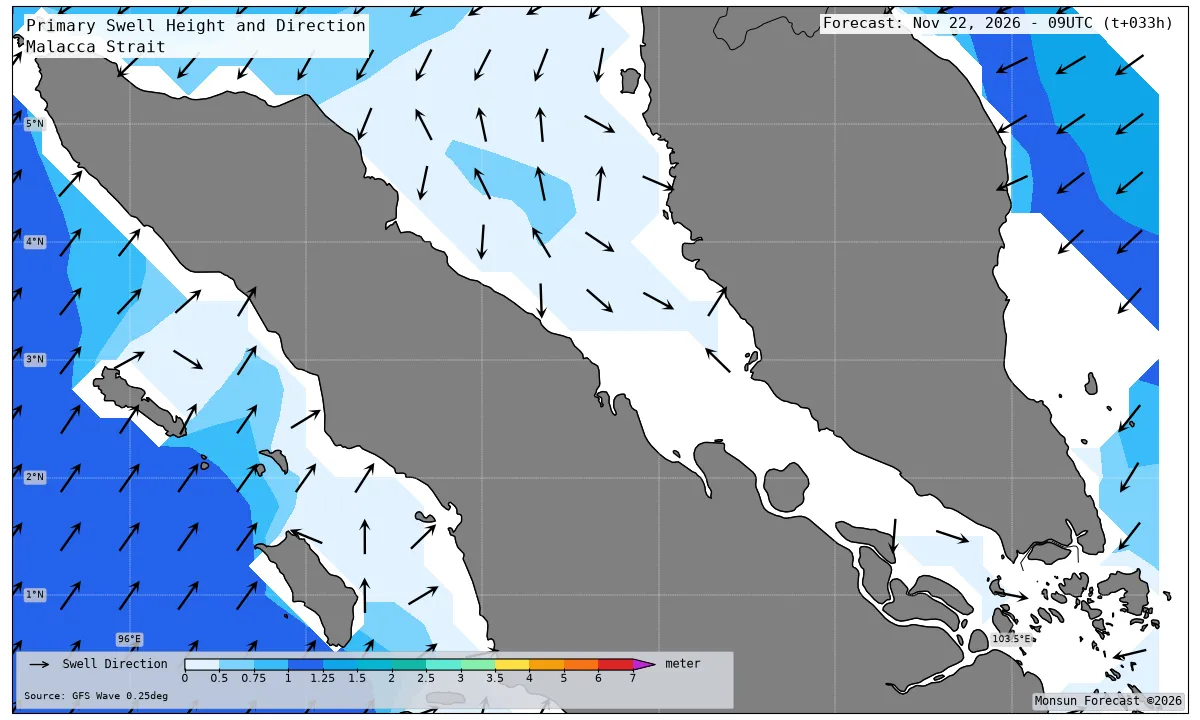 Primary Swell Height and Direction
Malacca Strait
Forecast: Nov 22, 2026 - 09UTC (t+033h)
5°N
4°N
3°N
2°N
1°N
96°E
103.5°E
Swell Direction
0 0.5 0.75 1 1.25 1.5 2 2.5 3 3.5 4 5 6 7
meter
Source: GFS Wave 0.25deg
Monsun Forecast ©2026